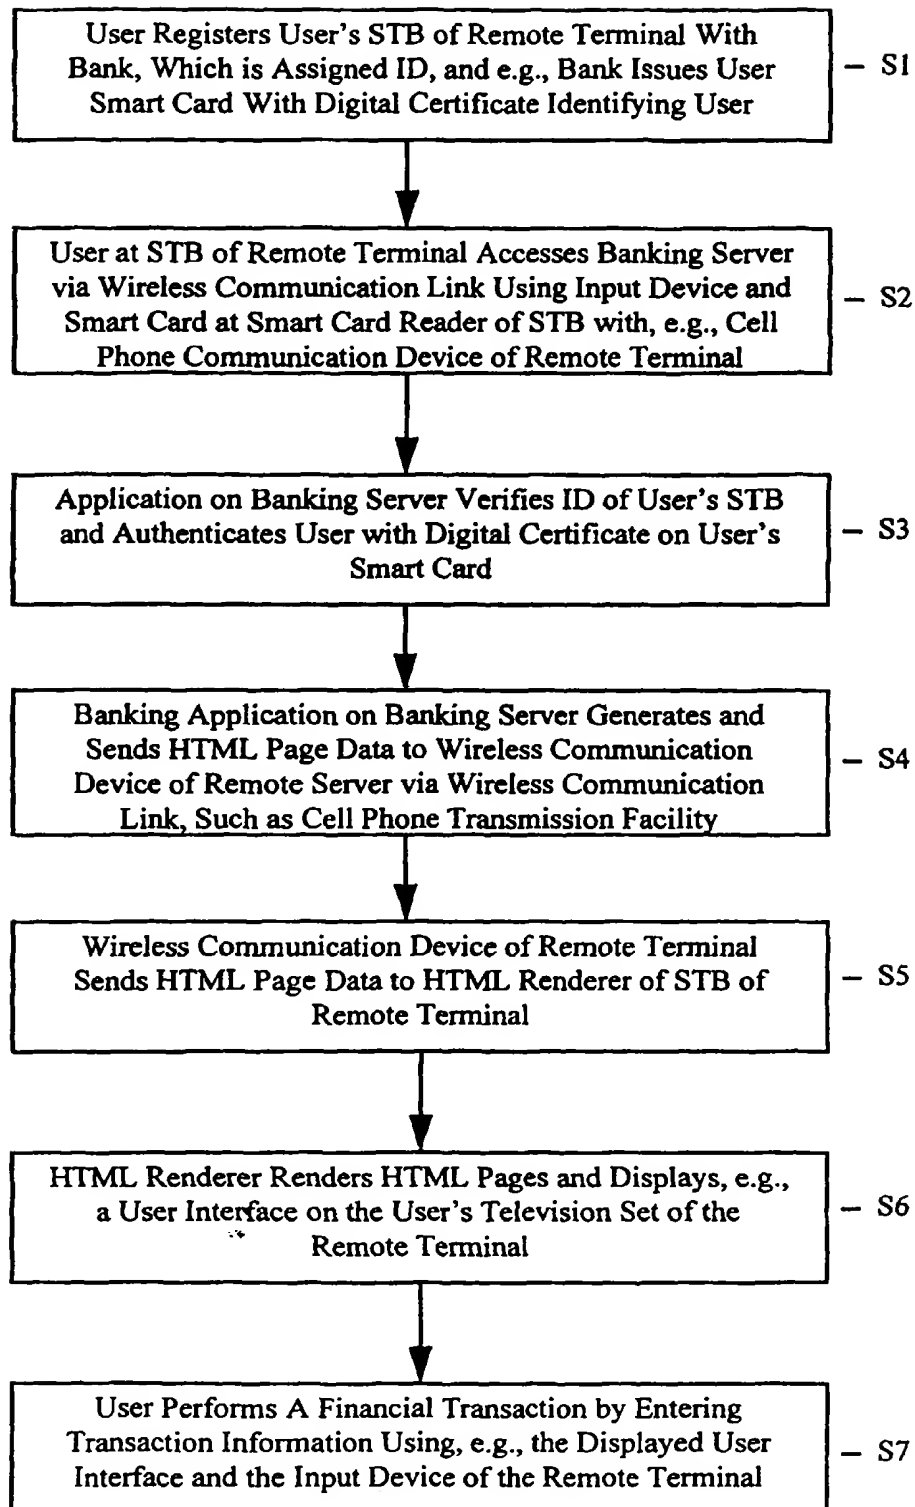 User Registers User's STB of Remote Terminal With
Bank, Which is Assigned ID, and e.g., Bank Issues User
Smart Card With Digital Certificate Identifying User
– S1
User at STB of Remote Terminal Accesses Banking Server
via Wireless Communication Link Using Input Device and
Smart Card at Smart Card Reader of STB with, e.g., Cell
Phone Communication Device of Remote Terminal
– S2
Application on Banking Server Verifies ID of User's STB
and Authenticates User with Digital Certificate on User's
Smart Card
– S3
Banking Application on Banking Server Generates and
Sends HTML Page Data to Wireless Communication
Device of Remote Server via Wireless Communication
Link, Such as Cell Phone Transmission Facility
– S4
Wireless Communication Device of Remote Terminal
Sends HTML Page Data to HTML Renderer of STB of
Remote Terminal
– S5
HTML Renderer Renders HTML Pages and Displays, e.g.,
a User Interface on the User's Television Set of the
Remote Terminal
– S6
User Performs A Financial Transaction by Entering
Transaction Information Using, e.g., the Displayed User
Interface and the Input Device of the Remote Terminal
– S7